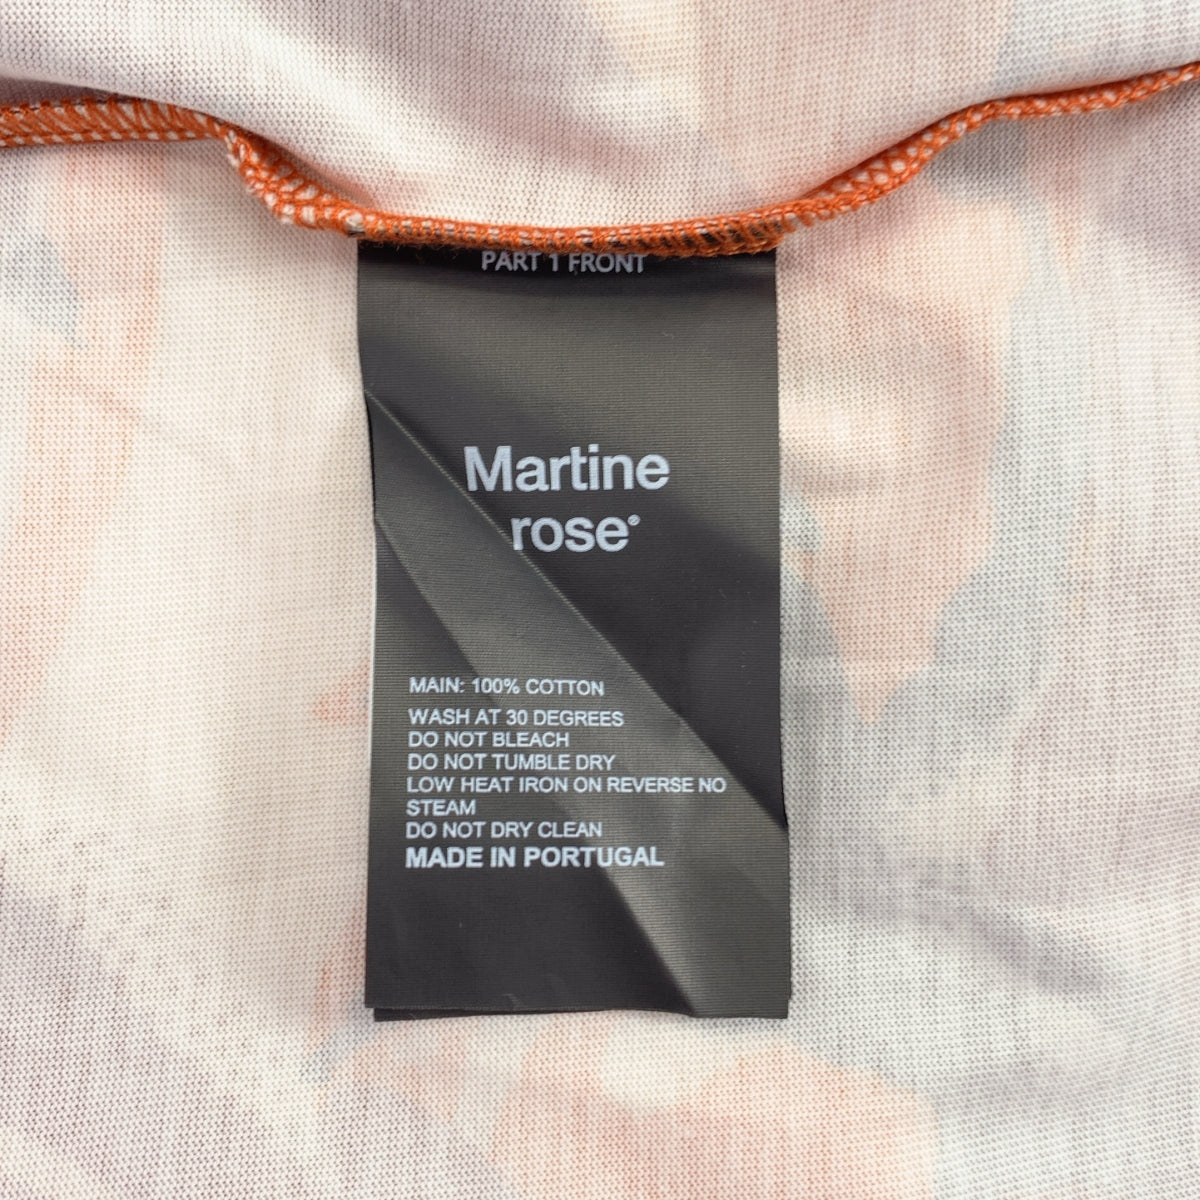 PART 1 FRONT
Martine
rose®
MAIN: 100% COTTON
WASH AT 30 DEGREES
DO NOT BLEACH
DO NOT TUMBLE DRY
LOW HEAT IRON ON REVERSE NO
STEAM
DO NOT DRY CLEAN
MADE IN PORTUGAL